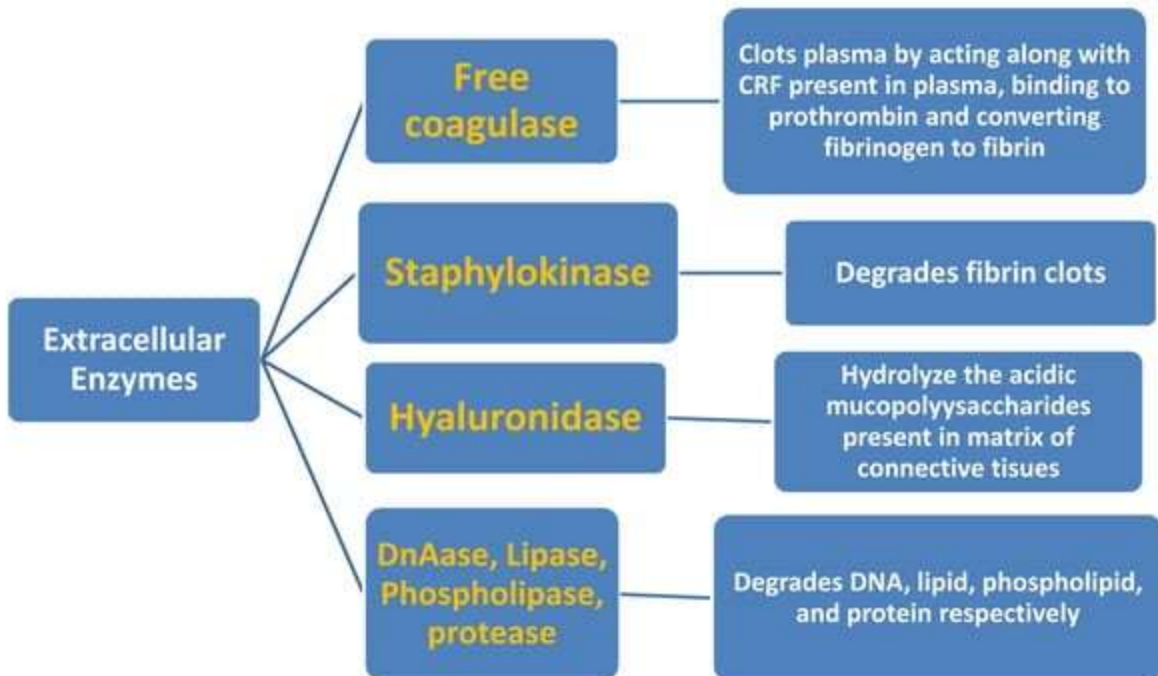 Extracellular
Enzymes
Free
coagulase
Clots plasma by acting along with
CRF present in plasma, binding to
prothrombin and converting
fibrinogen to fibrin
Staphylokinase
Degrades fibrin clots
Hyaluronidase
Hydrolyze the acidic
mucopolyysaccharides
present in matrix of
connective tisues
DnAase, Lipase,
Phospholipase,
protease
Degrades DNA, lipid, phospholipid,
and protein respectively